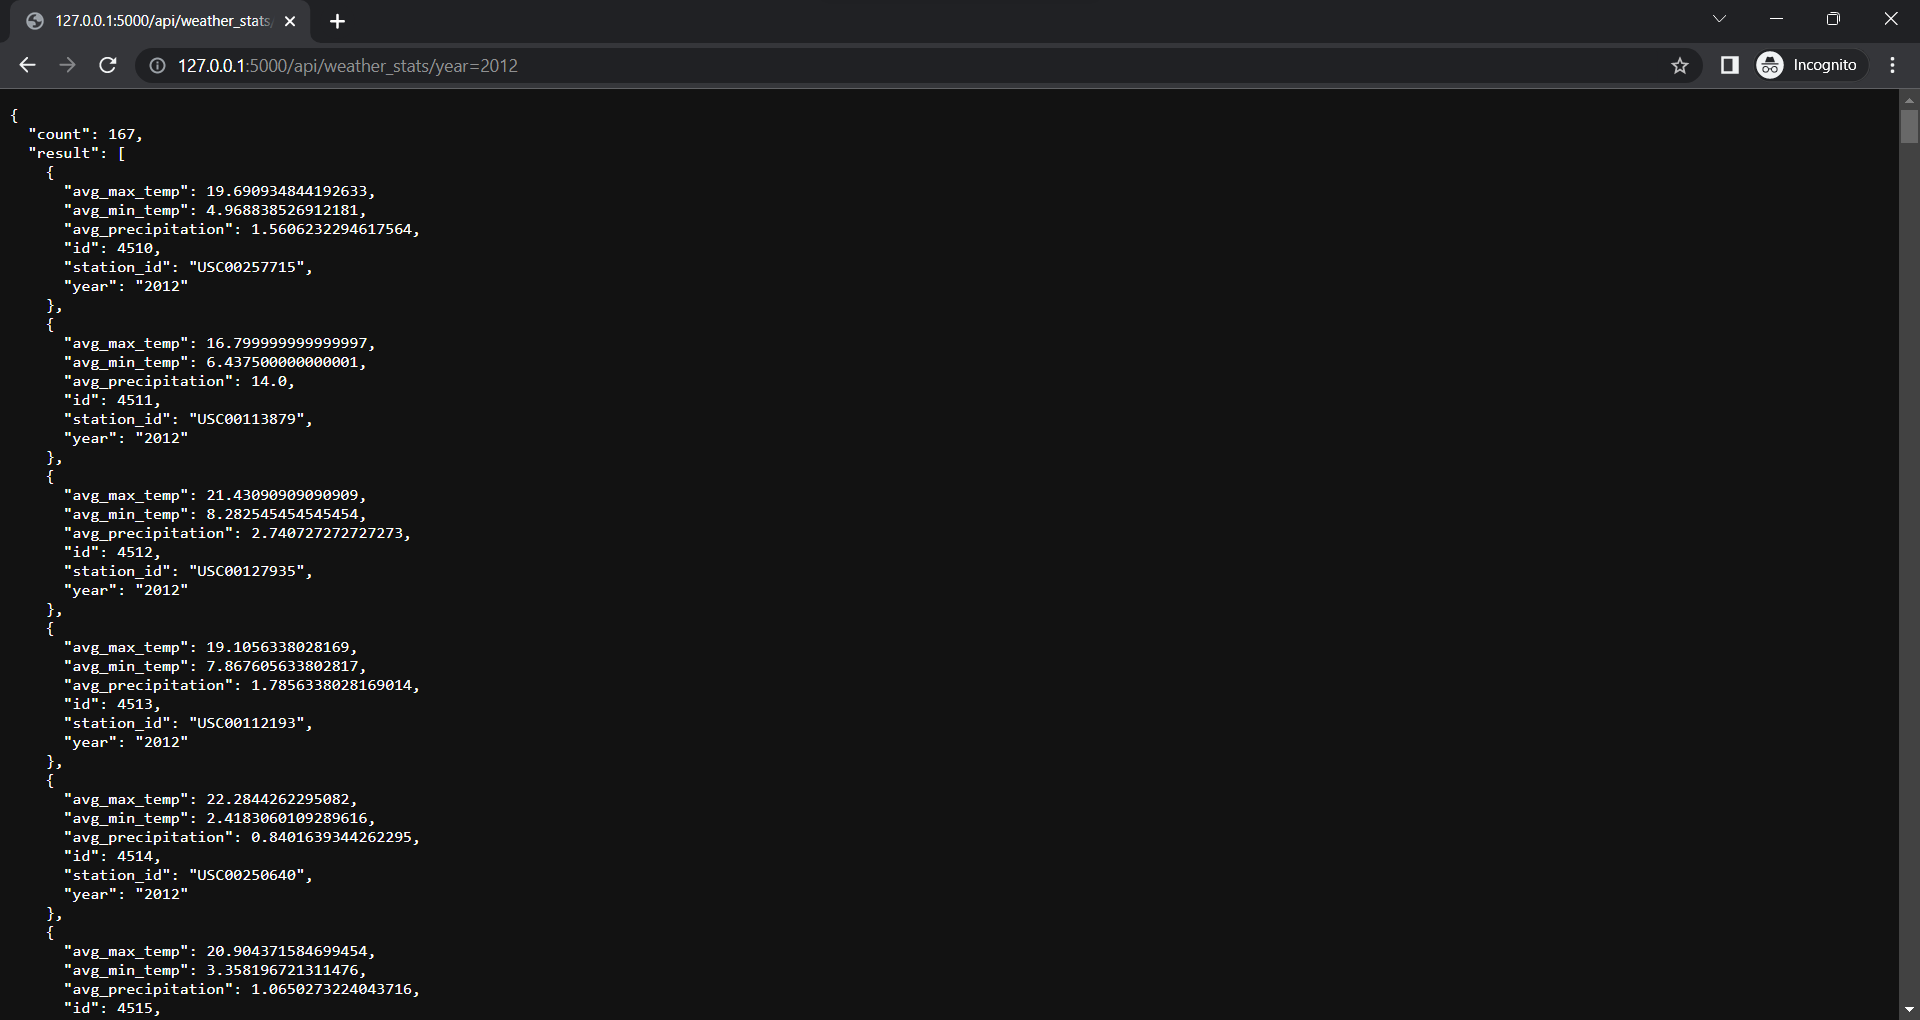 127.0.0.1:5000/api/weather_stats
127.0.0.1:5000/api/weather_stats/year=2012
Incognito
{
  "count": 167,
  "result": [
    {
      "avg_max_temp": 19.690934844192633,
      "avg_min_temp": 4.968838526912181,
      "avg_precipitation": 1.5606232294617564,
      "id": 4510,
      "station_id": "USC00257715",
      "year": "2012"
    },
    {
      "avg_max_temp": 16.799999999999997,
      "avg_min_temp": 6.437500000000001,
      "avg_precipitation": 14.0,
      "id": 4511,
      "station_id": "USC00113879",
      "year": "2012"
    },
    {
      "avg_max_temp": 21.43090909090909,
      "avg_min_temp": 8.282545454545454,
      "avg_precipitation": 2.740727272727273,
      "id": 4512,
      "station_id": "USC00127935",
      "year": "2012"
    },
    {
      "avg_max_temp": 19.1056338028169,
      "avg_min_temp": 7.867605633802817,
      "avg_precipitation": 1.7856338028169014,
      "id": 4513,
      "station_id": "USC00112193",
      "year": "2012"
    },
    {
      "avg_max_temp": 22.2844262295082,
      "avg_min_temp": 2.4183060109289616,
      "avg_precipitation": 0.8401639344262295,
      "id": 4514,
      "station_id": "USC00250640",
      "year": "2012"
    },
    {
      "avg_max_temp": 20.904371584699454,
      "avg_min_temp": 3.358196721311476,
      "avg_precipitation": 1.0650273224043716,
      "id": 4515,